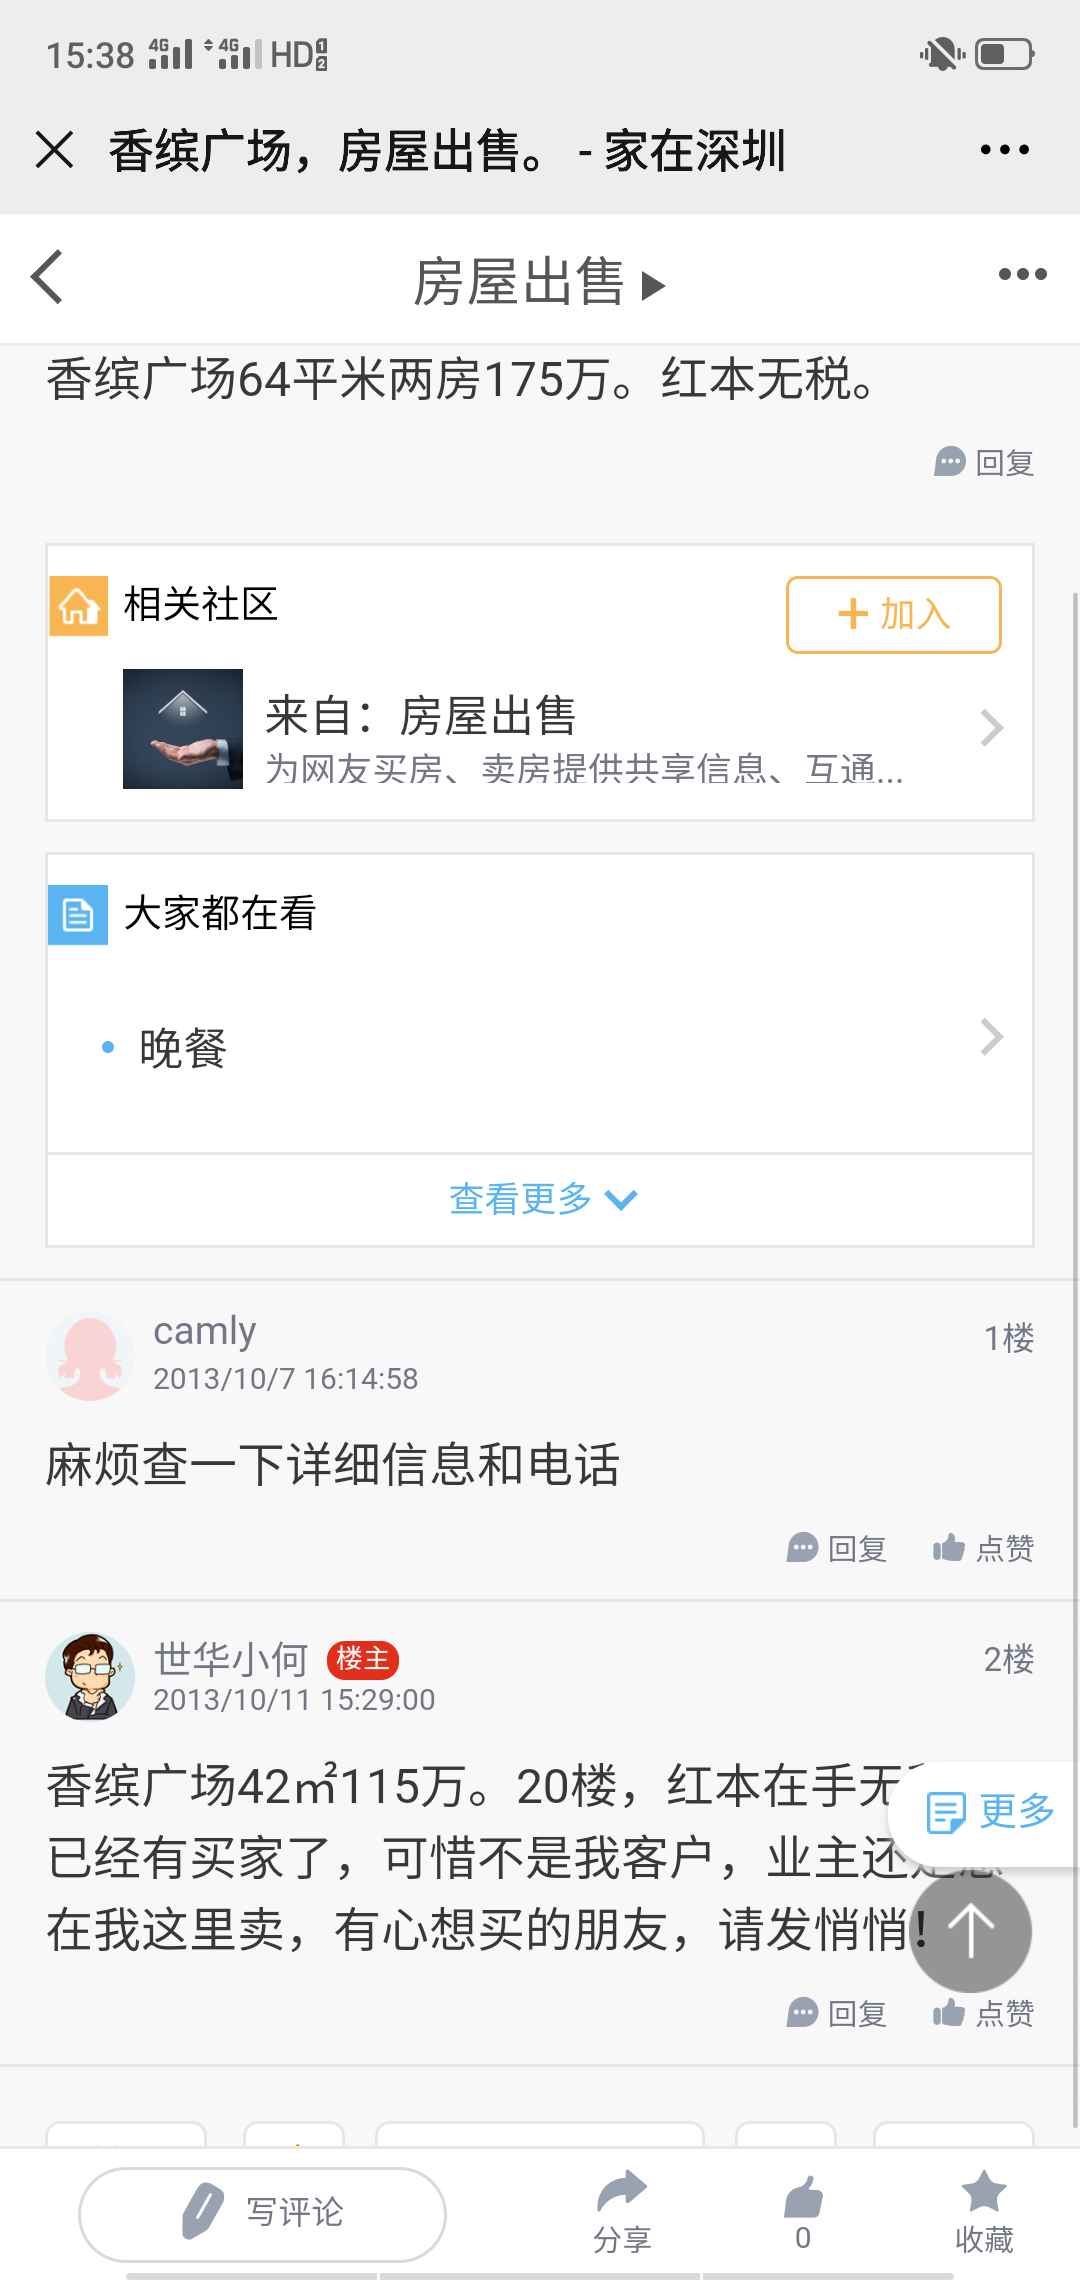 15:38 4G 4G HD 1 2
香缤广场，房屋出售。 - 家在深圳
房屋出售
香缤广场64平米两房175万。红本无税。
回复
相关社区
加入
来自：房屋出售
为网友买房、卖房提供共享信息、互通...
大家都在看
晚餐
查看更多
camly
1楼
2013/10/7 16:14:58
麻烦查一下详细信息和电话
回复 点赞
世华小何 楼主
2楼
2013/10/11 15:29:00
香缤广场42㎡115万。20楼，红本在手无
更多
已经有买家了，可惜不是我客户，业主还是
在我这里卖，有心想买的朋友，请发悄悄！
回复 点赞
写评论
分享
0
收藏